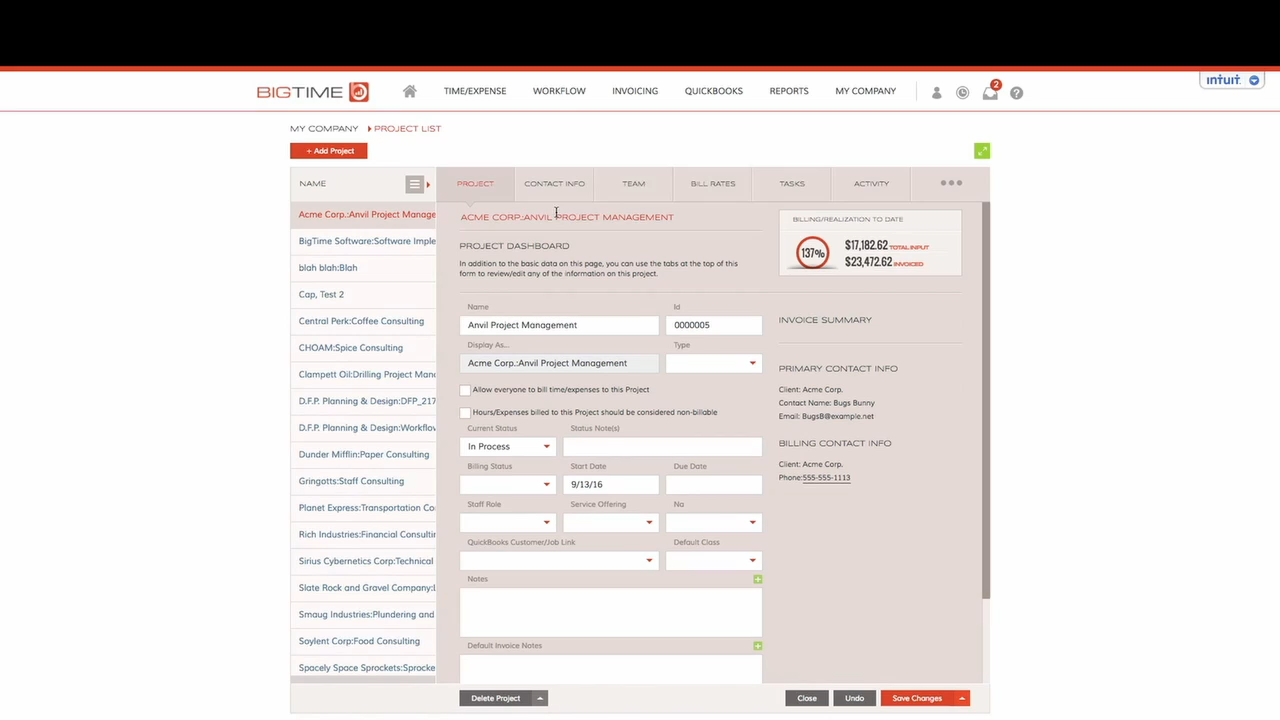 intuit.
BIGTIME
TIME/EXPENSE
WORKFLOW
INVOICING
QUICKBOOKS
REPORTS
MY COMPANY
2
MY COMPANY
PROJECT LIST
+ Add Project
NAME
PROJECT
CONTACT INFO
TEAM
BILL RATES
TASKS
ACTIVITY
Acme Corp.:Anvil Project Manage
BigTime Software:Software Imple
blah blah:Blah
Cap, Test 2
Central Perk:Coffee Consulting
CHOAM:Spice Consulting
Clampett Oil:Drilling Project Man
D.F.P. Planning & Design:DFP_217
D.F.P. Planning & Design:Workflow
Dunder Mifflin:Paper Consulting
Gringotts:Staff Consulting
Planet Express:Transportation Co
Rich Industries:Financial Consultin
Sirius Cybernetics Corp:Technical
Slate Rock and Gravel Company:L
Smaug Industries:Plundering and
Soylent Corp:Food Consulting
Spacely Space Sprockets:Sprocke
ACME CORP.:ANVIL PROJECT MANAGEMENT
PROJECT DASHBOARD
In addition to the basic data on this page, you can use the tabs at the top of this
form to review/edit any of the information on this project.
Name
Id
Anvil Project Management
0000005
Display As...
Type
Acme Corp.:Anvil Project Management
Allow everyone to bill time/expenses to this Project
Hours/Expenses billed to this Project should be considered non-billable
Current Status
Status Note(s)
In Process
Billing Status
Start Date
Due Date
9/13/16
Staff Role
Service Offering
Na
QuickBooks Customer/Job Link
Default Class
Notes
Default Invoice Notes
BILLING/REALIZATION TO DATE
137%
$17,182.62 TOTAL INPUT
$23,472.62 INVOICED
INVOICE SUMMARY
PRIMARY CONTACT INFO
Client: Acme Corp.
Contact Name: Bugs Bunny
Email: BugsB@example.net
BILLING CONTACT INFO
Client: Acme Corp.
Phone:555-555-1113
Delete Project
Close
Undo
Save Changes